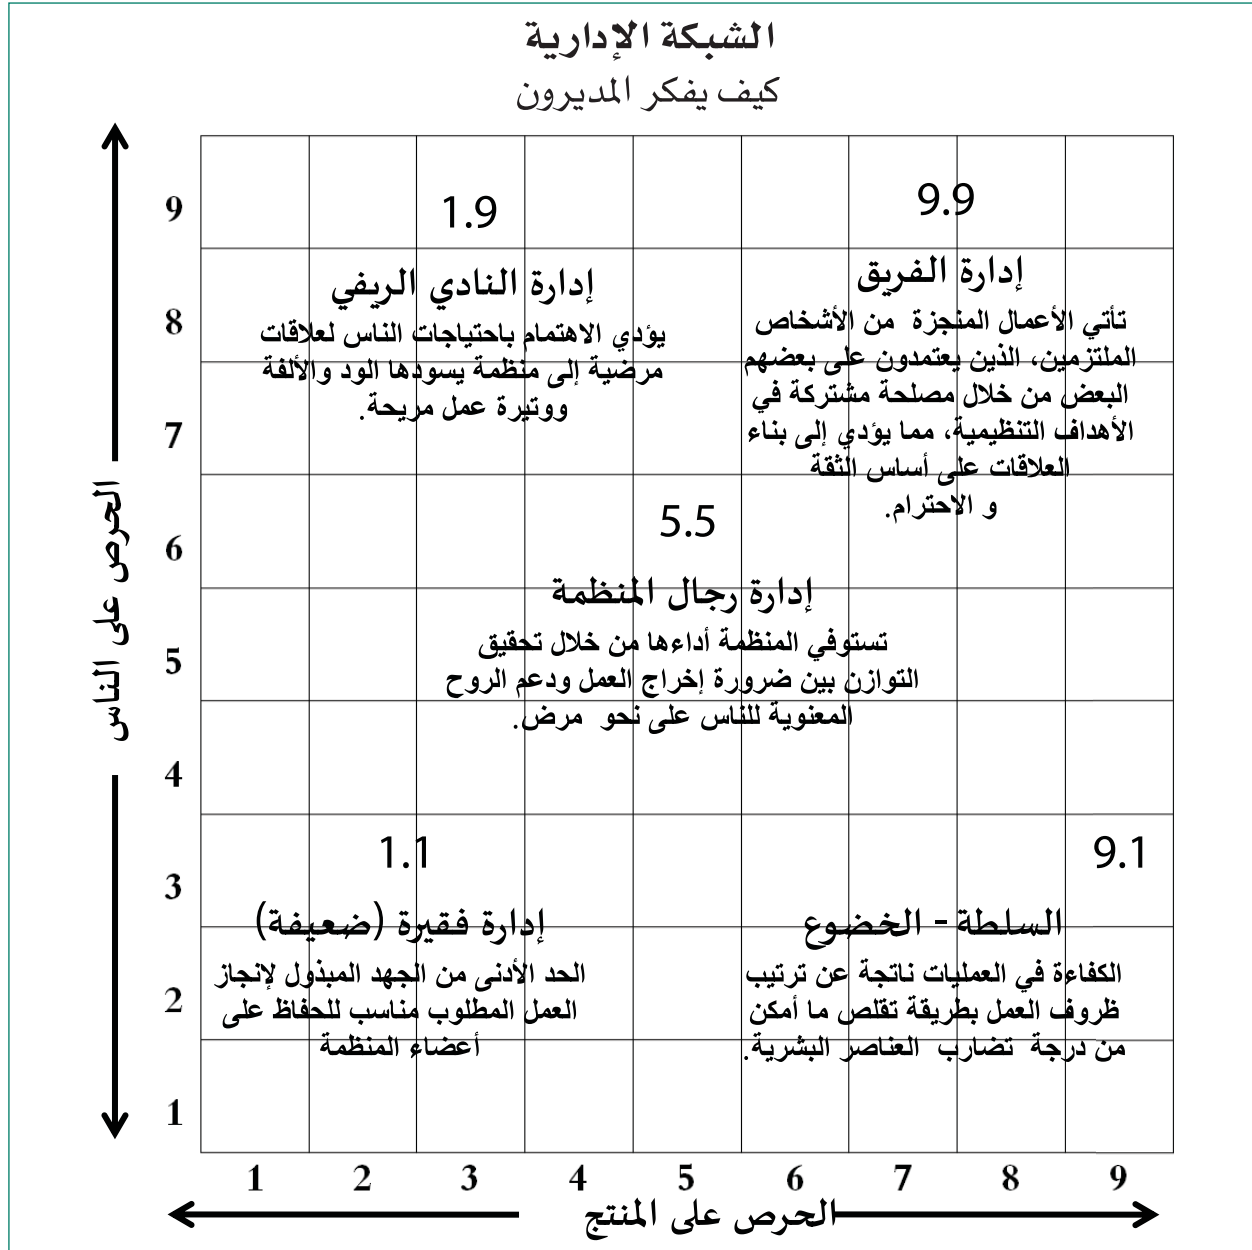 الشبكة الإدارية
كيف يفكر المديرون
9
8
7
6
5
4
3
2
1
الحرص على الناس
1.9
إدارة النادي الريفي
يؤدي الاهتمام باحتياجات الناس لعلاقات
مرضية إلى منظمة يسودها الود والألفة
ووتيرة عمل مريحة.
9.9
إدارة الفريق
تأتي الأعمال المنجزة من الأشخاص
الملتزمين، الذين يعتمدون على بعضهم
البعض من خلال مصلحة مشتركة في
الأهداف التنظيمية، مما يؤدي إلى بناء
العلاقات على أساس الثقة
و الاحترام.
5.5
إدارة رجال المنظمة
تستوفي المنظمة أداءها من خلال تحقيق
التوازن بين ضرورة إخراج العمل ودعم الروح
المعنوية للناس على نحو مرض.
1.1
إدارة فقيرة (ضعيفة)
الحد الأدنى من الجهد المبذول لإنجاز
العمل المطلوب مناسب للحفاظ على
أعضاء المنظمة
9.1
السلطة - الخضوع
الكفاءة في العمليات ناتجة عن ترتيب
ظروف العمل بطريقة تقلص ما أمكن
من درجة تضارب العناصر البشرية.
1 2 3 4 5 6 7 8 9
الحرص على المنتج